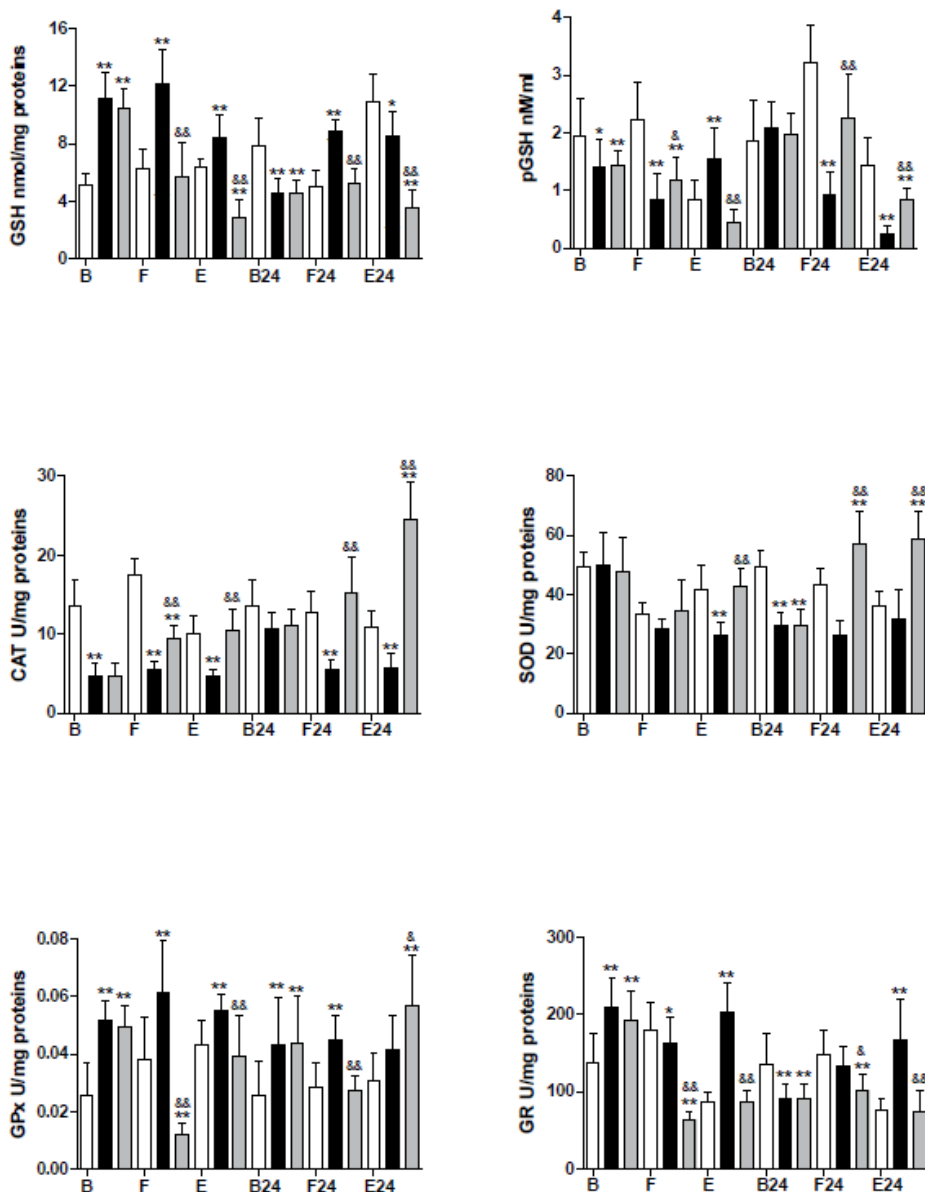 GSH nmol/mg proteins
16
12
8
4
0
** ** ** && ** && ** ** ** ** && * && **
B F E B24 F24 E24
pGSH nM/ml
4
3
2
1
0
* ** ** & ** ** && ** && ** && **
B F E B24 F24 E24
CAT U/mg proteins
30
20
10
0
** ** && ** ** && ** && ** && **
B F E B24 F24 E24
SOD U/mg proteins
80
60
40
20
0
** && ** ** && ** && **
B F E B24 F24 E24
GPx U/mg proteins
0.08
0.06
0.04
0.02
0.00
** ** ** && ** ** && ** ** ** && & **
B F E B24 F24 E24
GR U/mg proteins
300
200
100
0
** ** * && ** ** && ** ** & ** ** &&
B F E B24 F24 E24